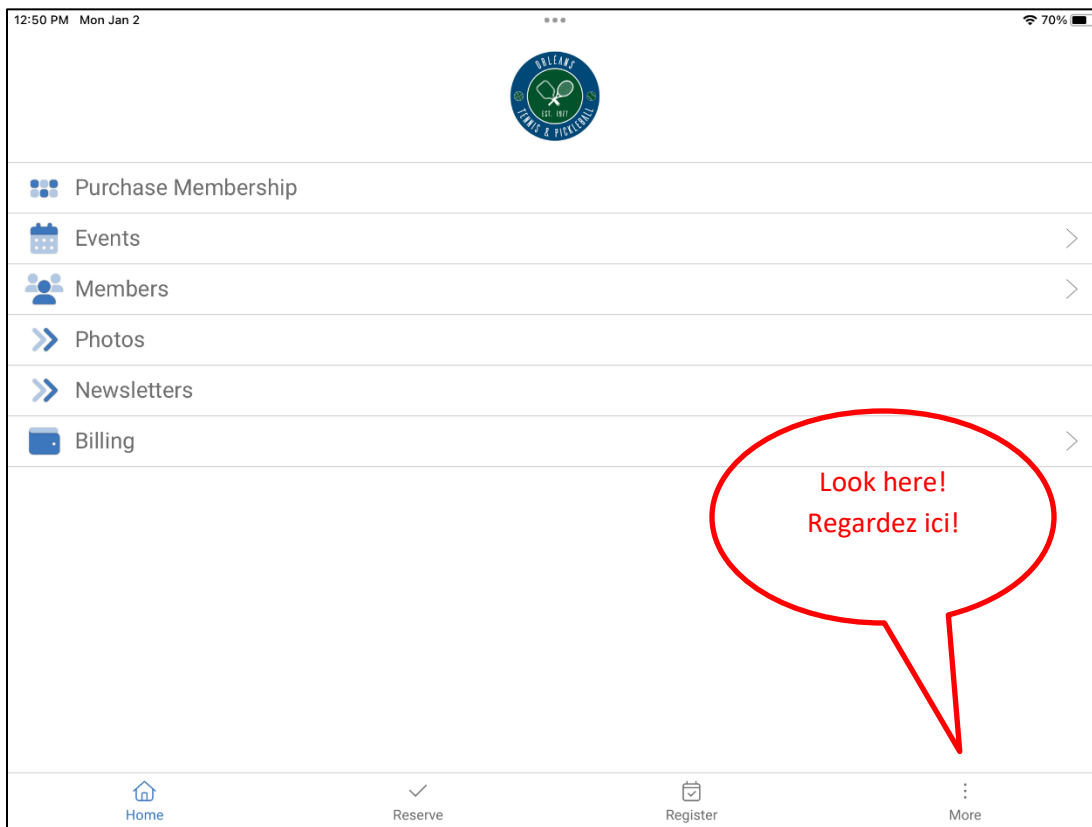 12:50 PM Mon Jan 2
70%
ORLÉANS
EST. 1977
TENNIS & PICKLEBALL
Purchase Membership
Events
Members
Photos
Newsletters
Billing
Look here!
Regardez ici!
Home
Reserve
Register
More